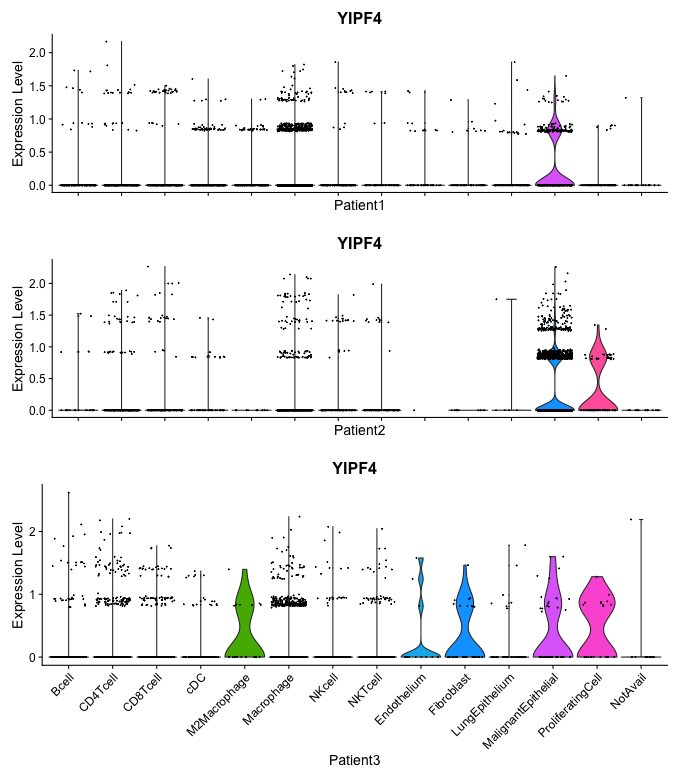 YIPF4
Expression Level
2.0
1.5
1.0
0.5
0.0
Patient1
YIPF4
Expression Level
2.0
1.5
1.0
0.5
0.0
Patient2
YIPF4
Expression Level
2
1
0
Bcell
CD4Tcell
CD8Tcell
cDC
M2Macrophage
Macrophage
NKcell
NKTcell
Endothelium
Fibroblast
LungEpithelium
MalignantEpithelial
ProliferatingCell
NotAvail
Patient3